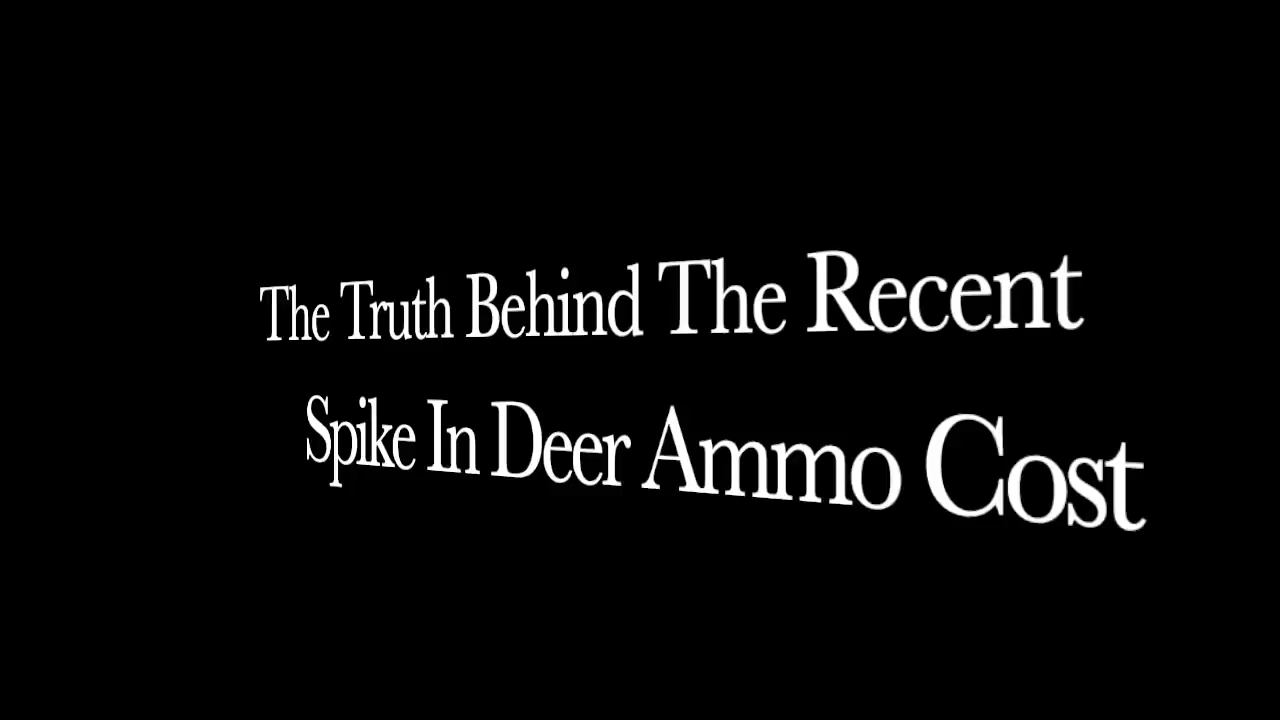 The Truth Behind The Recent
Spike In Deer Ammo Cost